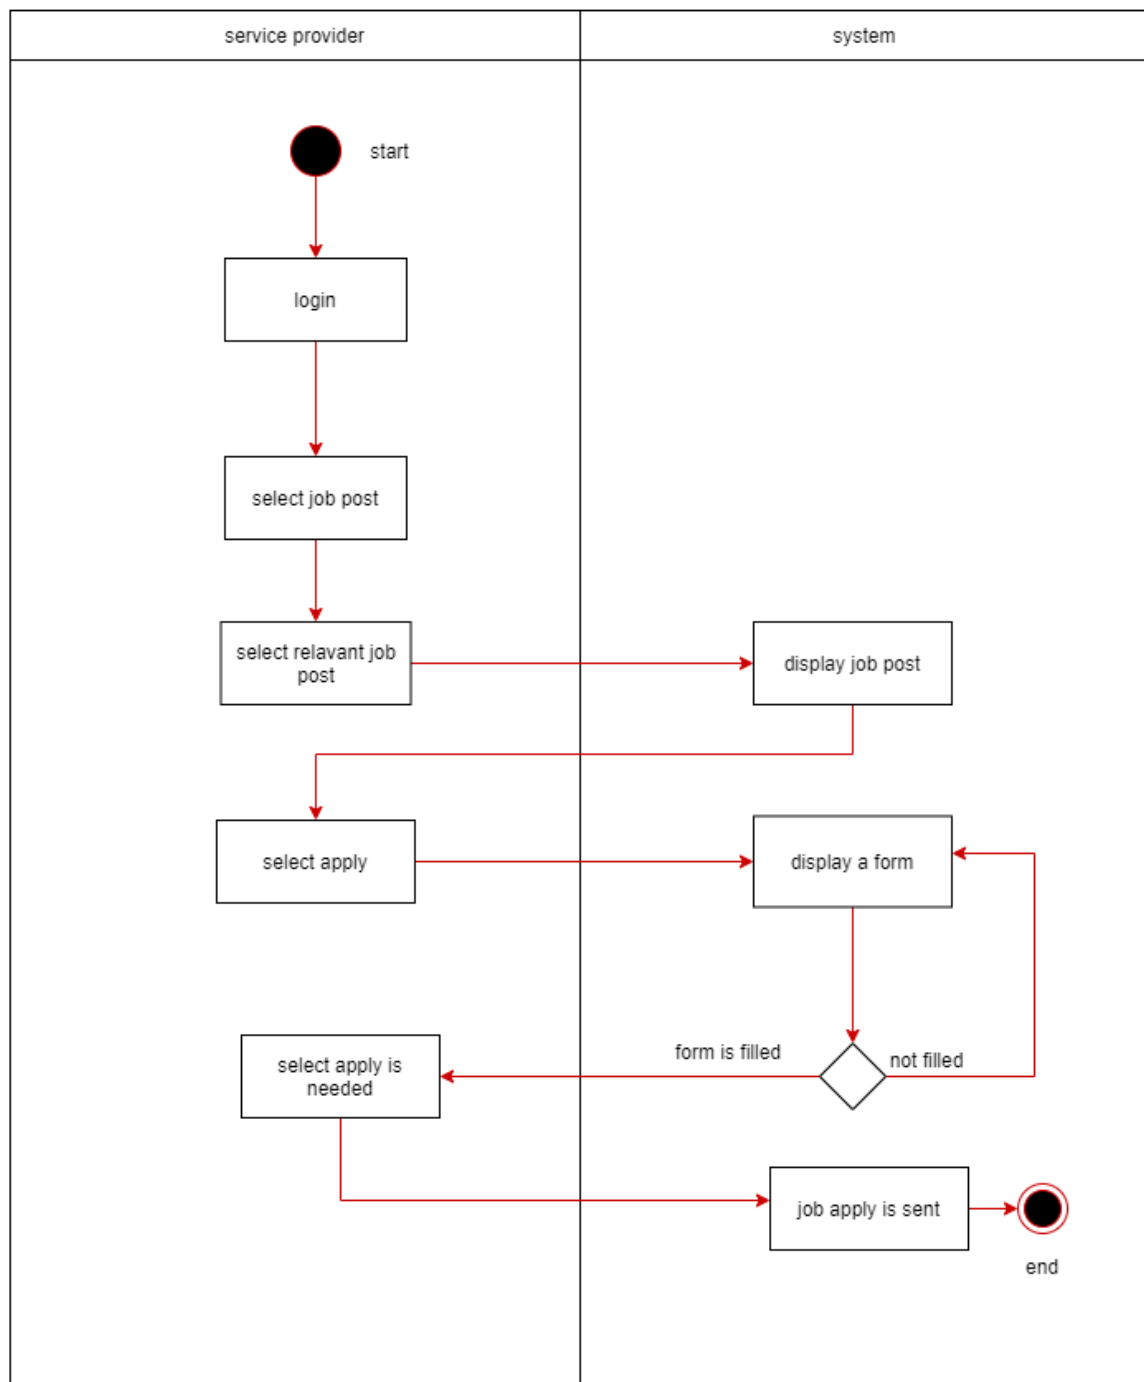 service provider
system
start
login
select job post
select relavant job
post
display job post
select apply
display a form
form is filled
not filled
select apply is
needed
job apply is sent
end